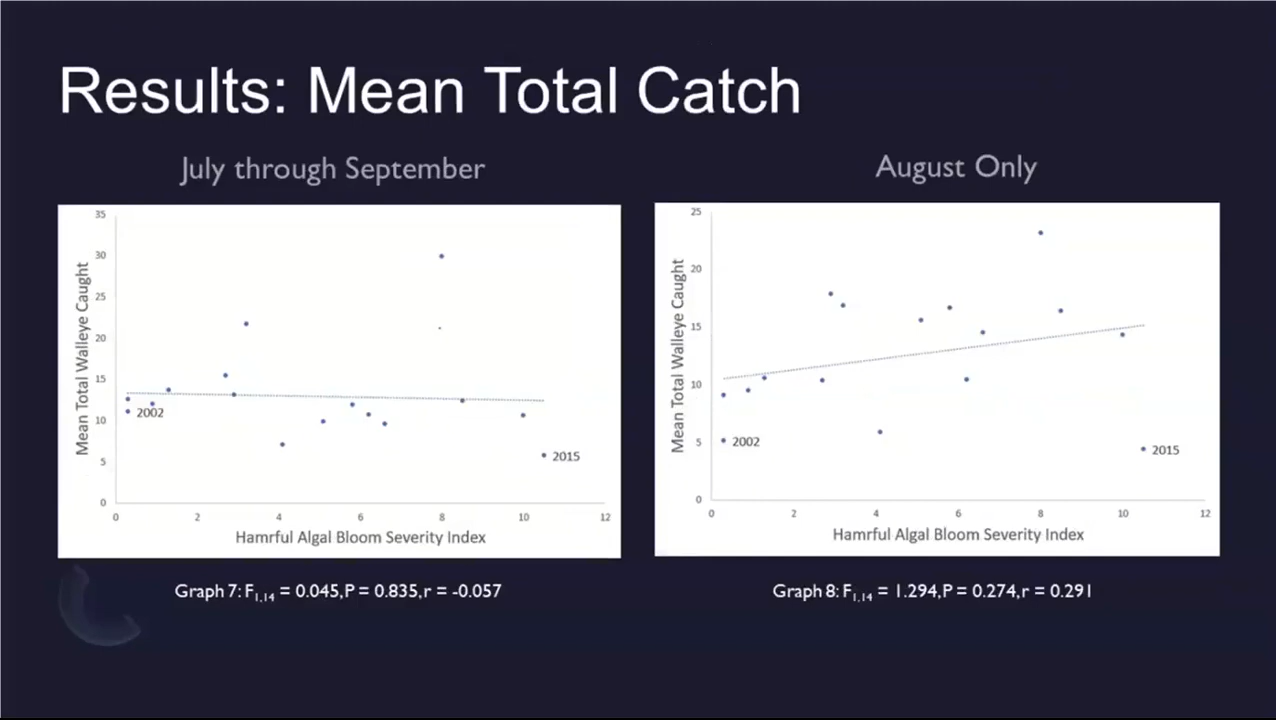 Results: Mean Total Catch
July through September
August Only
Mean Total Walleye Caught
35
30
25
20
15
10
5
0
2002
2015
0 2 4 6 8 10 12
Hamrful Algal Bloom Severity Index
Graph 7: F1,14 = 0.045, P = 0.835, r = -0.057
Mean Total Walleye Caught
25
20
15
10
5
0
2002
2015
0 2 4 6 8 10 12
Hamrful Algal Bloom Severity Index
Graph 8: F1,14 = 1.294, P = 0.274, r = 0.291